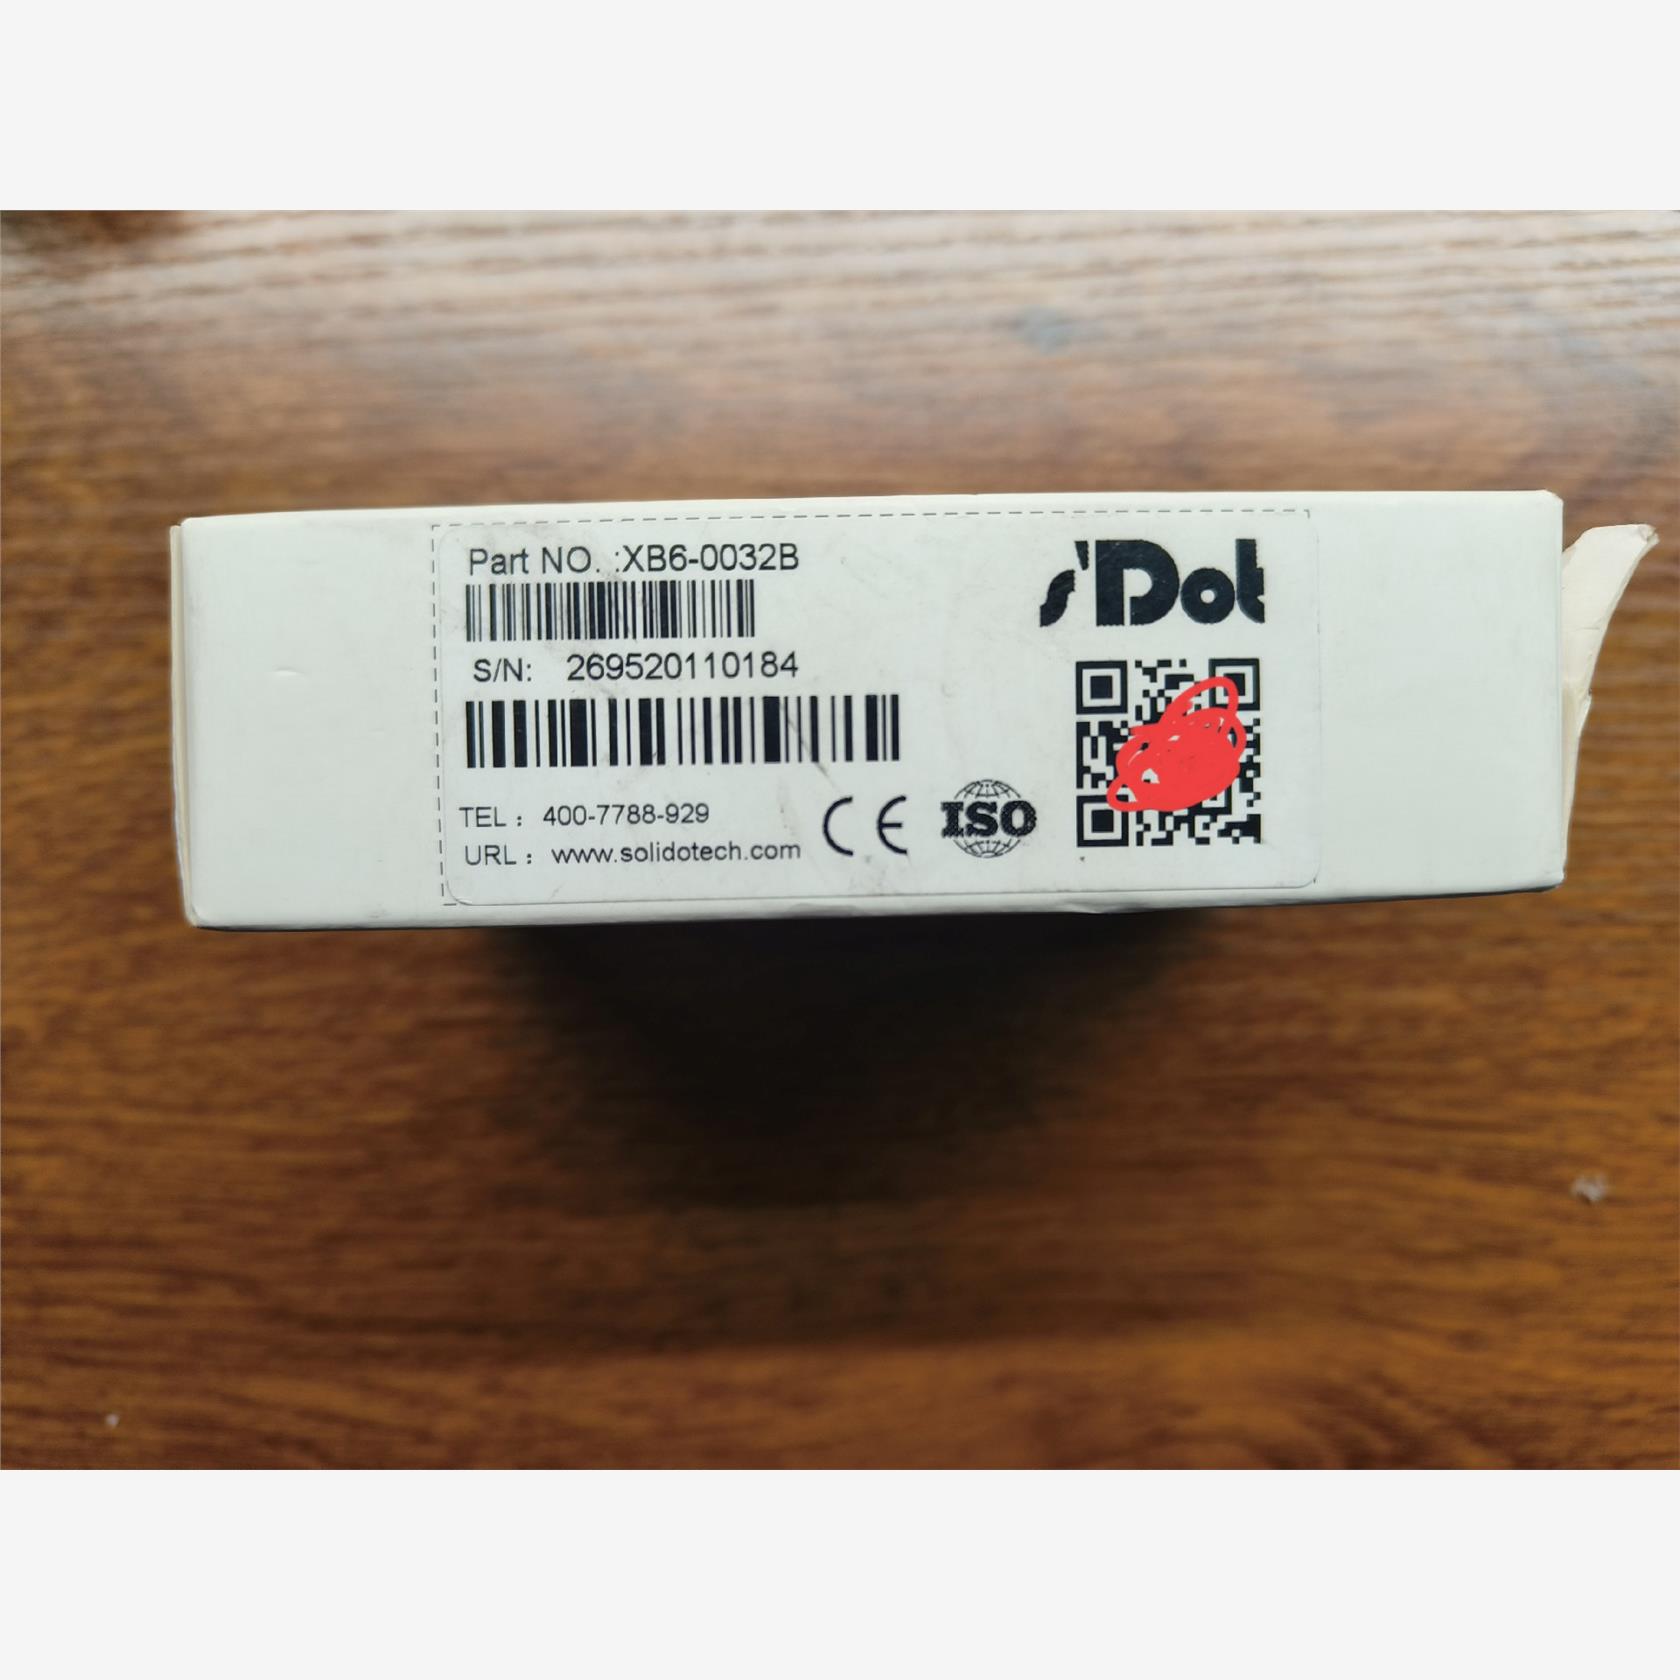 Part NO. :XB6-0032B
s'Dot
S/N: 269520110184
TEL： 400-7788-929
URL： www.solidotech.com
CE
ISO